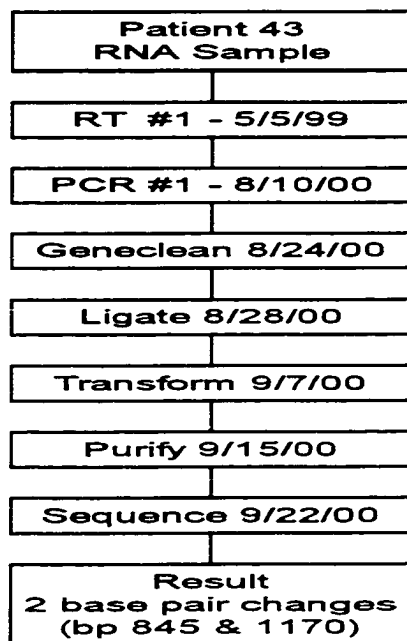 Patient 43
RNA Sample
RT #1 - 5/5/99
PCR #1 - 8/10/00
Geneclean 8/24/00
Ligate 8/28/00
Transform 9/7/00
Purify 9/15/00
Sequence 9/22/00
Result
2 base pair changes
(bp 845 & 1170)